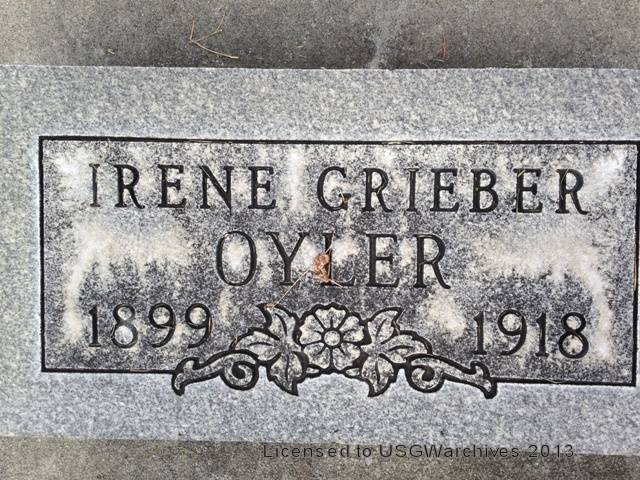 IRENE GRIEBER
OYLER
1899 1918
Licensed to USGWarchives 2013